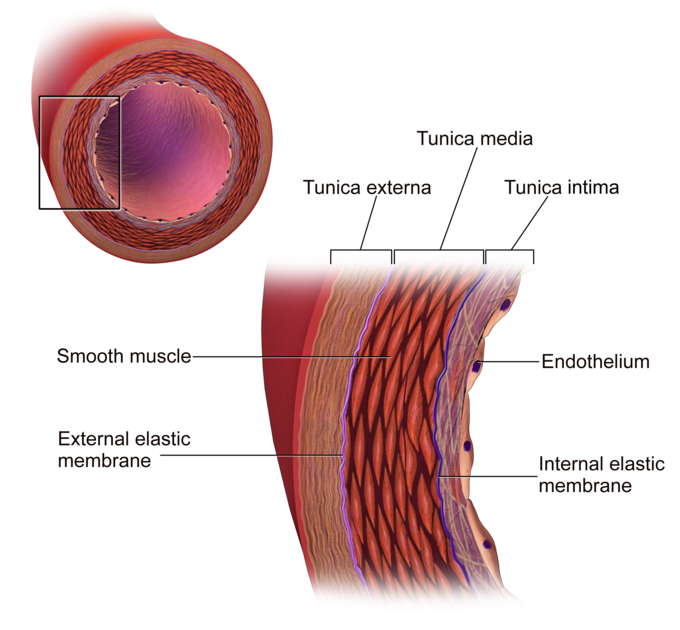 Tunica media
Tunica externa
Tunica intima
Smooth muscle
Endothelium
External elastic
membrane
Internal elastic
membrane